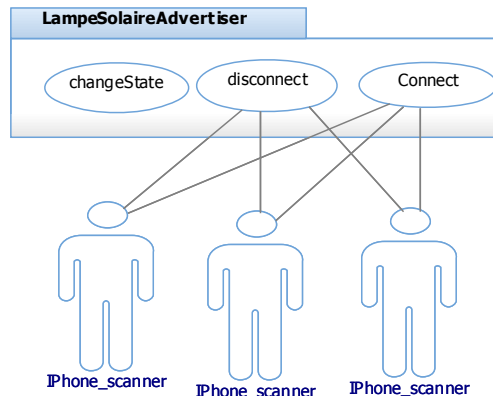 LampeSolaireAdvertiser
changeState
disconnect
Connect
IPhone_scanner
IPhone_scanner
IPhone_scanner